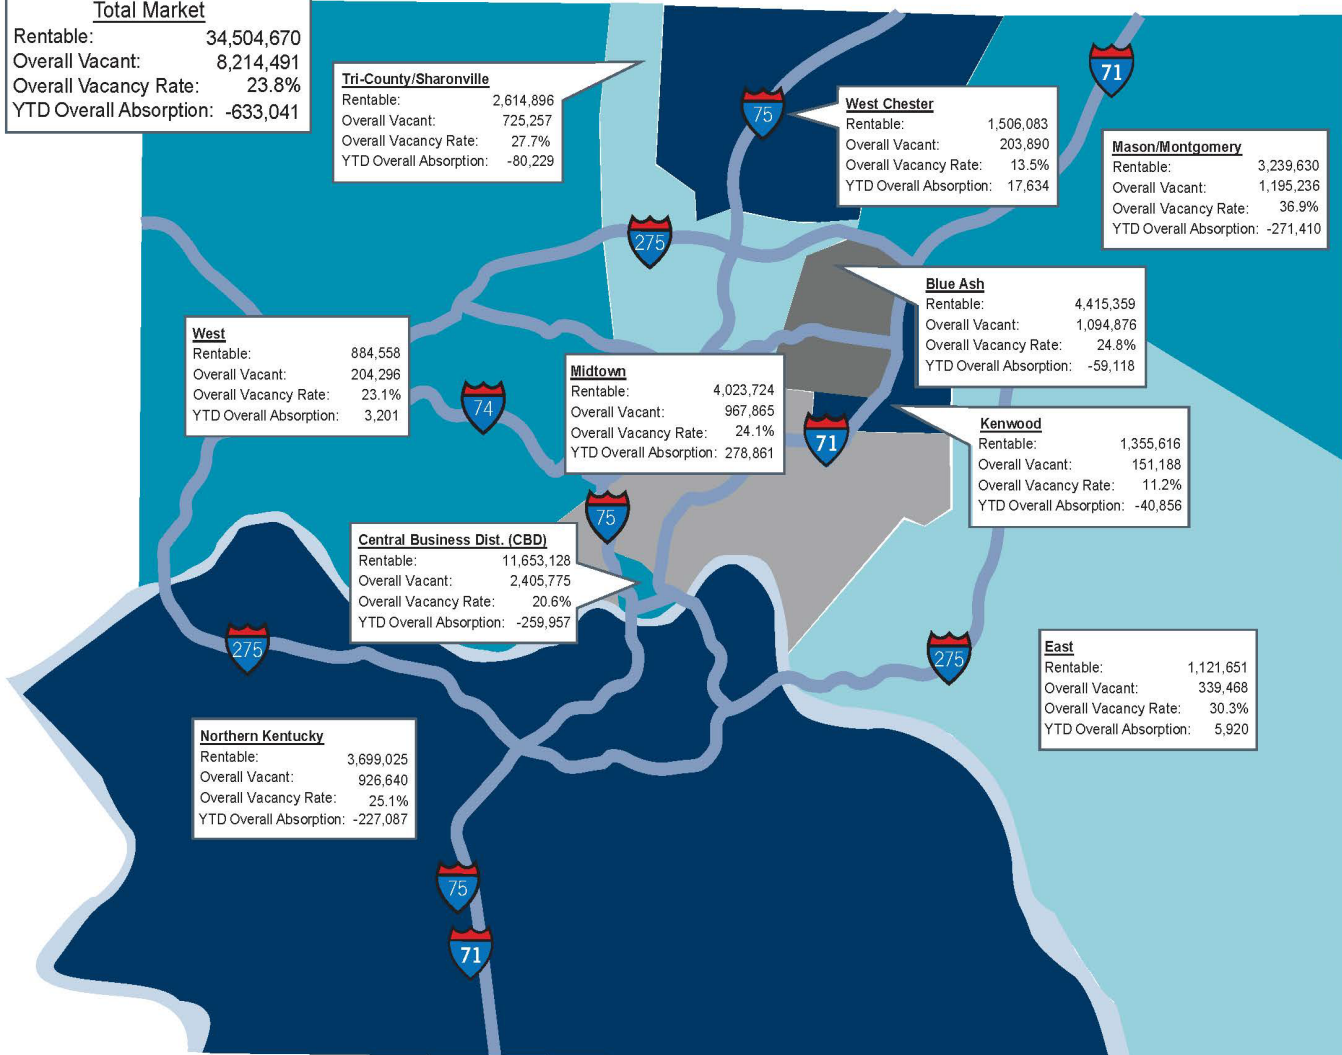 Total Market
Rentable: 34,504,670
Overall Vacant: 8,214,491
Overall Vacancy Rate: 23.8%
YTD Overall Absorption: -633,041
Tri-County/Sharonville
Rentable: 2,614,896
Overall Vacant: 725,257
Overall Vacancy Rate: 27.7%
YTD Overall Absorption: -80,229
75
West Chester
Rentable: 1,506,083
Overall Vacant: 203,890
Overall Vacancy Rate: 13.5%
YTD Overall Absorption: 17,634
71
Mason/Montgomery
Rentable: 3,239,630
Overall Vacant: 1,195,236
Overall Vacancy Rate: 36.9%
YTD Overall Absorption: -271,410
275
Blue Ash
Rentable: 4,415,359
Overall Vacant: 1,094,876
Overall Vacancy Rate: 24.8%
YTD Overall Absorption: -59,118
West
Rentable: 884,558
Overall Vacant: 204,296
Overall Vacancy Rate: 23.1%
YTD Overall Absorption: 3,201
74
Midtown
Rentable: 4,023,724
Overall Vacant: 967,865
Overall Vacancy Rate: 24.1%
YTD Overall Absorption: 278,861
71
Kenwood
Rentable: 1,355,616
Overall Vacant: 151,188
Overall Vacancy Rate: 11.2%
YTD Overall Absorption: -40,856
75
Central Business Dist. (CBD)
Rentable: 11,653,128
Overall Vacant: 2,405,775
Overall Vacancy Rate: 20.6%
YTD Overall Absorption: -259,957
275
275
East
Rentable: 1,121,651
Overall Vacant: 339,468
Overall Vacancy Rate: 30.3%
YTD Overall Absorption: 5,920
Northern Kentucky
Rentable: 3,699,025
Overall Vacant: 926,640
Overall Vacancy Rate: 25.1%
YTD Overall Absorption: -227,087
75
71